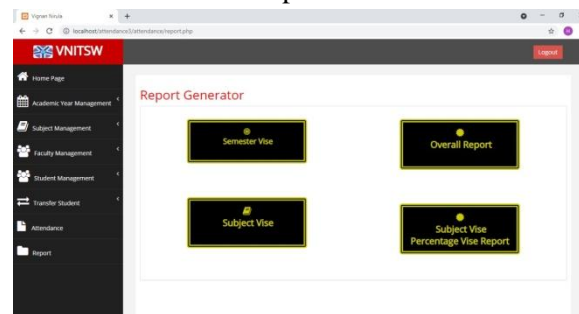 Vignan Nirula
localhost/attendance3/attendance/report.php
VNITSW
Logout
Home Page
Academic Year Management
Subject Management
Faculty Management
Student Management
Transfer Student
Attendance
Report
Report Generator
Semester Vise
Overall Report
Subject Vise
Subject Vise
Percentage Vise Report